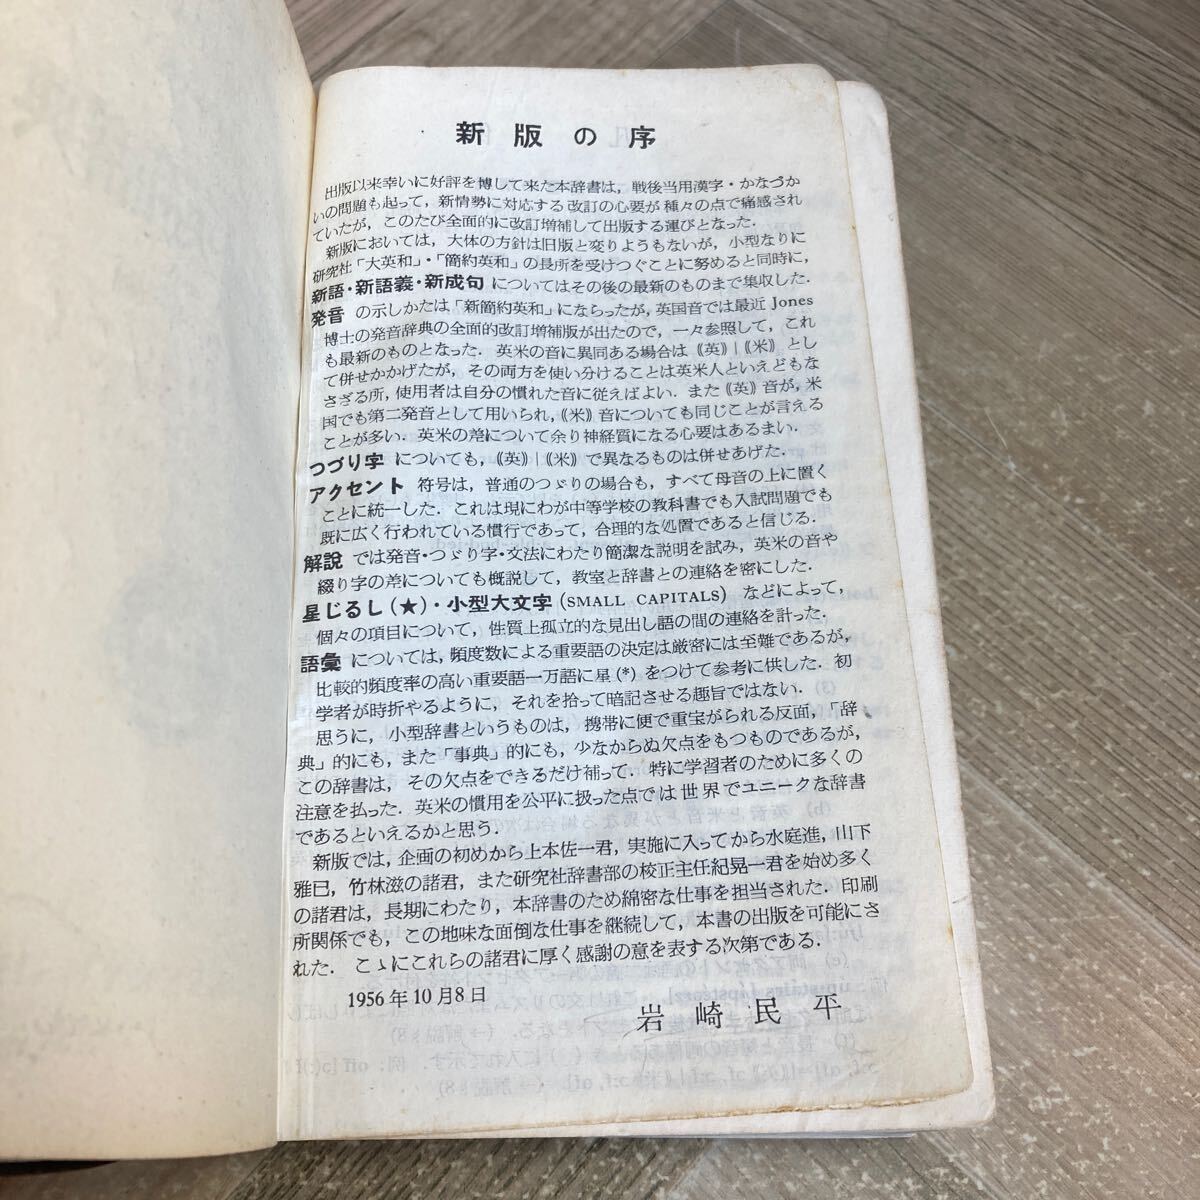 新版の序
出版以来幸いに好評を博して来た本辞書は，戦後当用漢字・かなづか
いの問題も起って，新情勢に対応する改訂の必要が種々の点で痛感され
ていたが，このたび全面的に改訂増補して出版する運びとなった．
新版においては，大体の方針は旧版と変りようもないが，小型なりに
研究社「大英和」・「簡約英和」の長所を受けつぐことに努めると同時に，
新語・新語義・新成句 についてはその後の最新のものまで集収した．
発音 の示しかたは「新簡約英和」にならったが，英国音では最近 Jones
博士の発音辞典の全面的改訂増補版が出たので，一々参照して，これ
も最新のものとなった．英米の音に異同ある場合は《英》|《米》とし
て併せかかげたが，その両方を使い分けることは英米人といえどもな
さざる所，使用者は自分の慣れた音に従えばよい．また《英》音が，米
国でも第二発音として用いられ，《米》音についても同じことが言える
ことが多い．英米の差について余り神経質になる必要はあるまい．
つづり字 についても，《英》|《米》で異なるものは併せあげた．
アクセント 符号は，普通のつゞりの場合も，すべて母音の上に置く
ことに統一した．これは現にわが中等学校の教科書でも入試問題でも
既に広く行われている慣行であって，合理的な処置であると信じる．
解説 では発音・つゞり字・文法にわたり簡潔な説明を試み，英米の音や
綴り字の差についても概説して，教室と辞書との連絡を密にした．
星じるし(★)・小型大文字(SMALL CAPITALS) などによって，
個々の項目について，性質上孤立的な見出し語の間の連絡を計った．
語彙 については，頻度数による重要語の決定は厳密には至難であるが，
比較的頻度率の高い重要語一万語に星(*)をつけて参考に供した．初
学者が時折やるように，それを拾って暗記させる趣旨ではない．
思うに，小型辞書というものは，携帯に便で重宝がられる反面，「辞
典」的にも，また「事典」的にも，少なからぬ欠点をもつものであるが，
この辞書は，その欠点をできるだけ補って．特に学習者のために多くの
注意を払った．英米の慣用を公平に扱った点では世界でユニークな辞書
であるといえるかと思う．
新版では，企画の初めから上本佐一君，実施に入ってから水庭進，山下
雅巳，竹林滋の諸君，また研究社辞書部の校正主任紀晃一君を始め多く
の諸君は，長期にわたり，本辞書のため綿密な仕事を担当された．印刷
所関係でも，この地味な面倒な仕事を継続して，本書の出版を可能にさ
れた．こゝにこれらの諸君に厚く感謝の意を表する次第である．
1956年10月8日
岩崎民平